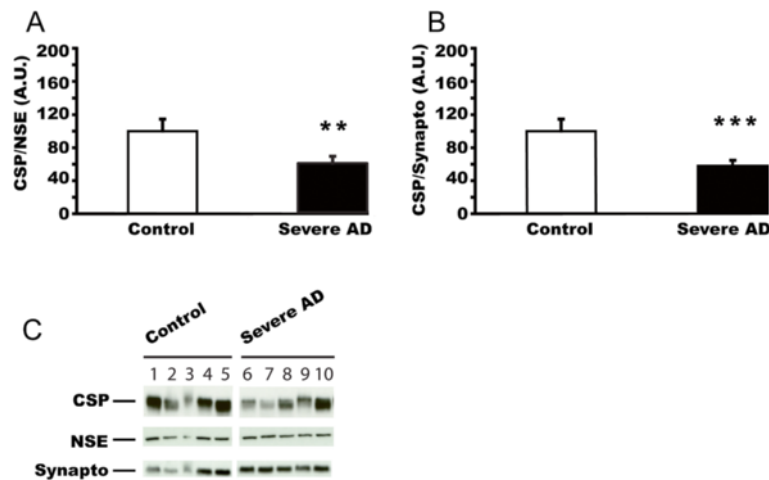 A
CSP/NSE (A.U.)
200
160
120
80
40
0
**
Control
Severe AD
B
CSP/Synapto (A.U.)
200
160
120
80
40
0
***
Control
Severe AD
C
Control
Severe AD
1 2 3 4 5 6 7 8 9 10
CSP
NSE
Synapto